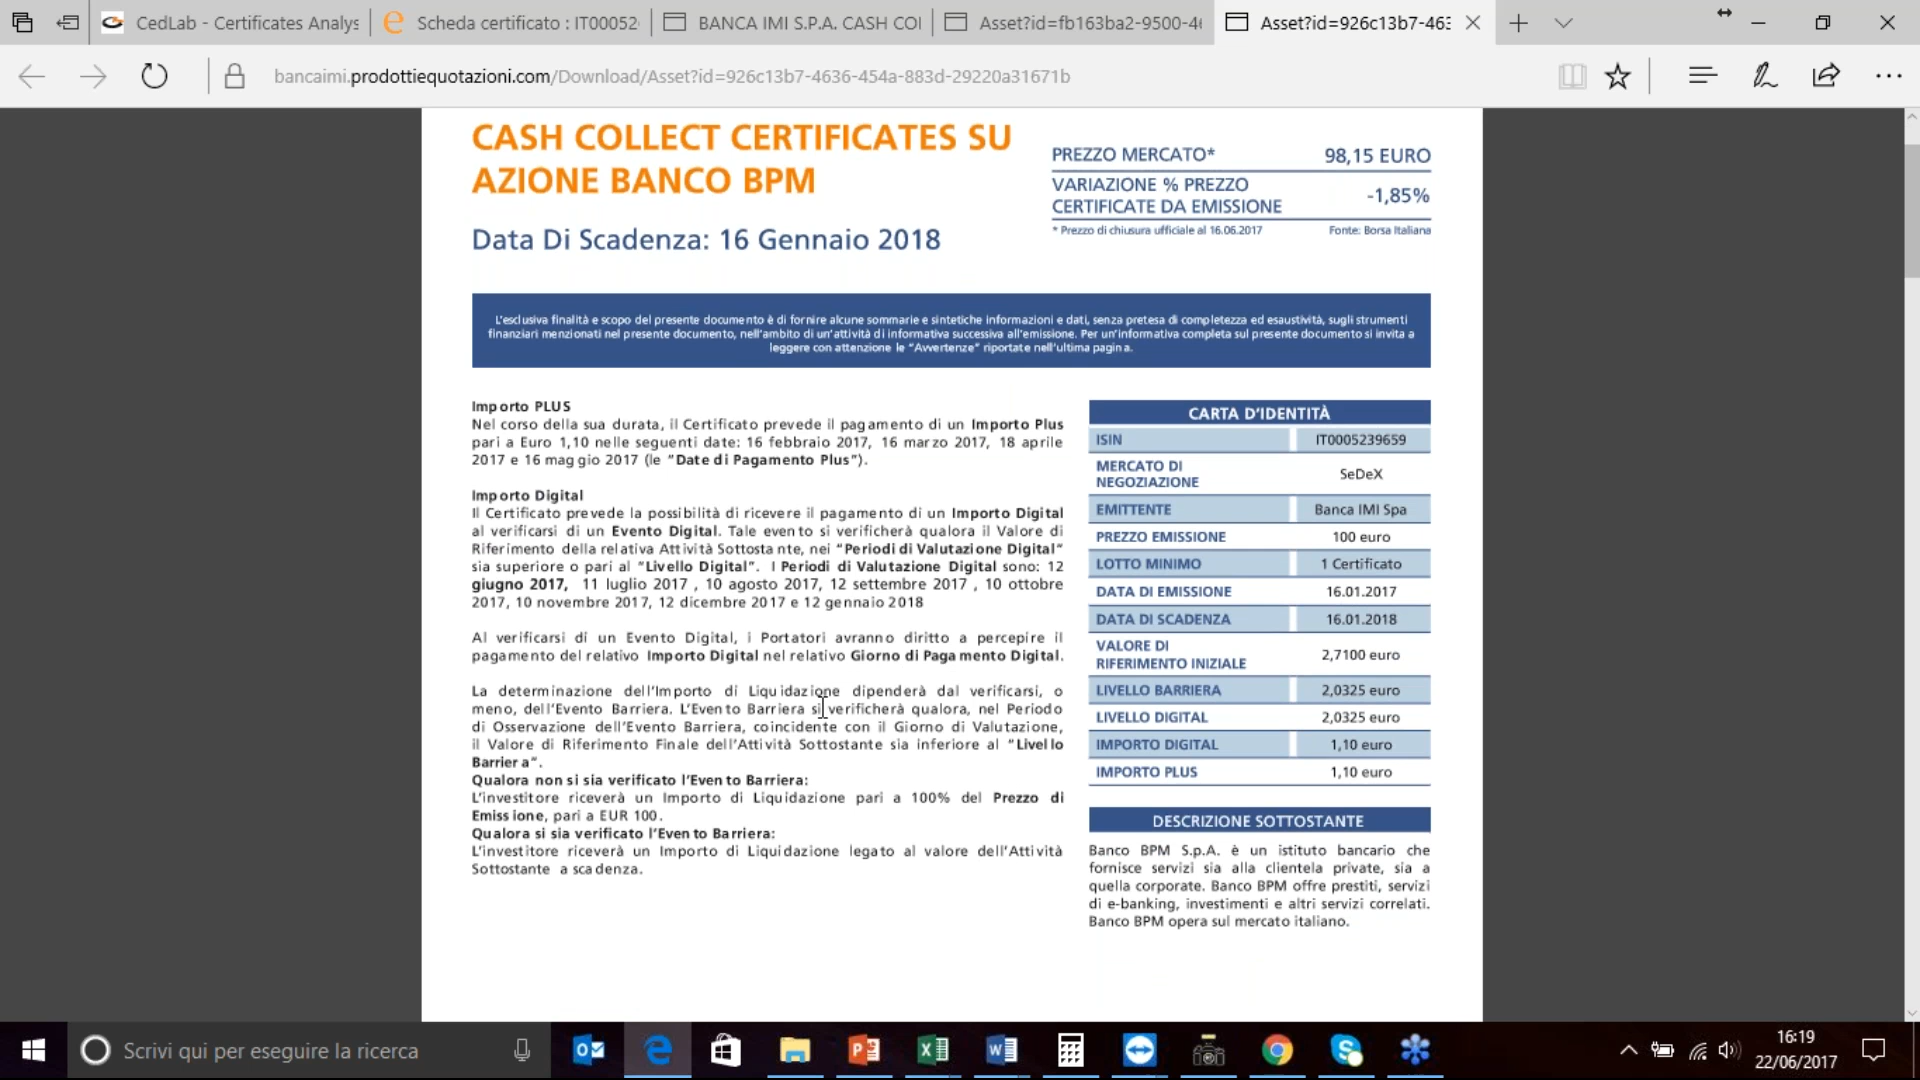 CedLab - Certificates Analys
Scheda certificato : IT00052
BANCA IMI S.P.A. CASH COL
Asset?id=fb163ba2-9500-46
Asset?id=926c13b7-463
bancaimi.prodottiequotazioni.com/Download/Asset?id=926c13b7-4636-454a-883d-29220a31671b
CASH COLLECT CERTIFICATES SU
AZIONE BANCO BPM
Data Di Scadenza: 16 Gennaio 2018
PREZZO MERCATO* 98,15 EURO
VARIAZIONE % PREZZO
CERTIFICATE DA EMISSIONE -1,85%
* Prezzo di chiusura ufficiale al 16.06.2017 Fonte: Borsa Italiana
L'esclusiva finalità e scopo del presente documento è di fornire alcune sommarie e sintetiche informazioni e dati, senza pretesa di completezza ed esaustività, sugli strumenti
finanziari menzionati nel presente documento, nell'ambito di un'attività di informativa successiva all'emissione. Per un'informativa completa sul presente documento si invita a
leggere con attenzione le "Avvertenze" riportate nell'ultima pagina.
Importo PLUS
Nel corso della sua durata, il Certificato prevede il pagamento di un Importo Plus
pari a Euro 1,10 nelle seguenti date: 16 febbraio 2017, 16 marzo 2017, 18 aprile
2017 e 16 maggio 2017 (le "Date di Pagamento Plus").
Importo Digital
Il Certificato prevede la possibilità di ricevere il pagamento di un Importo Digital
al verificarsi di un Evento Digital. Tale evento si verificherà qualora il Valore di
Riferimento della relativa Attività Sottostante, nei "Periodi di Valutazione Digital"
sia superiore o pari al "Livello Digital". I Periodi di Valutazione Digital sono: 12
giugno 2017, 11 luglio 2017 , 10 agosto 2017, 12 settembre 2017 , 10 ottobre
2017, 10 novembre 2017, 12 dicembre 2017 e 12 gennaio 2018
Al verificarsi di un Evento Digital, i Portatori avranno diritto a percepire il
pagamento del relativo Importo Digital nel relativo Giorno di Pagamento Digital.
La determinazione dell'Importo di Liquidazione dipenderà dal verificarsi, o
meno, dell'Evento Barriera. L'Evento Barriera si verificherà qualora, nel Periodo
di Osservazione dell'Evento Barriera, coincidente con il Giorno di Valutazione,
il Valore di Riferimento Finale dell'Attività Sottostante sia inferiore al "Livello
Barriera".
Qualora non si sia verificato l'Evento Barriera:
L'investitore riceverà un Importo di Liquidazione pari a 100% del Prezzo di
Emissione, pari a EUR 100.
Qualora si sia verificato l'Evento Barriera:
L'investitore riceverà un Importo di Liquidazione legato al valore dell'Attività
Sottostante a scadenza.
CARTA D'IDENTITÀ
ISIN IT0005239659
MERCATO DI
NEGOZIAZIONE SeDeX
EMITTENTE Banca IMI Spa
PREZZO EMISSIONE 100 euro
LOTTO MINIMO 1 Certificato
DATA DI EMISSIONE 16.01.2017
DATA DI SCADENZA 16.01.2018
VALORE DI
RIFERIMENTO INIZIALE 2,7100 euro
LIVELLO BARRIERA 2,0325 euro
LIVELLO DIGITAL 2,0325 euro
IMPORTO DIGITAL 1,10 euro
IMPORTO PLUS 1,10 euro
DESCRIZIONE SOTTOSTANTE
Banco BPM S.p.A. è un istituto bancario che
fornisce servizi sia alla clientela private, sia a
quella corporate. Banco BPM offre prestiti, servizi
di e-banking, investimenti e altri servizi correlati.
Banco BPM opera sul mercato italiano.
Scrivi qui per eseguire la ricerca
16:19
22/06/2017